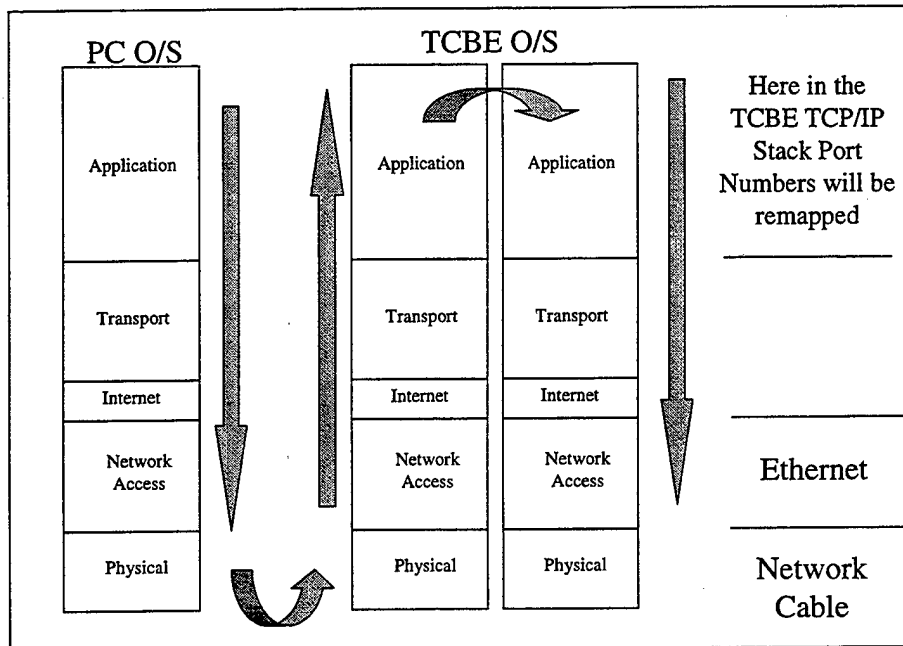 PC O/S
TCBE O/S
Application
Application
Application
Here in the
TCBE TCP/IP
Stack Port
Numbers will be
remapped
Transport
Transport
Transport
Internet
Internet
Internet
Network
Access
Network
Access
Network
Access
Ethernet
Physical
Physical
Physical
Network
Cable